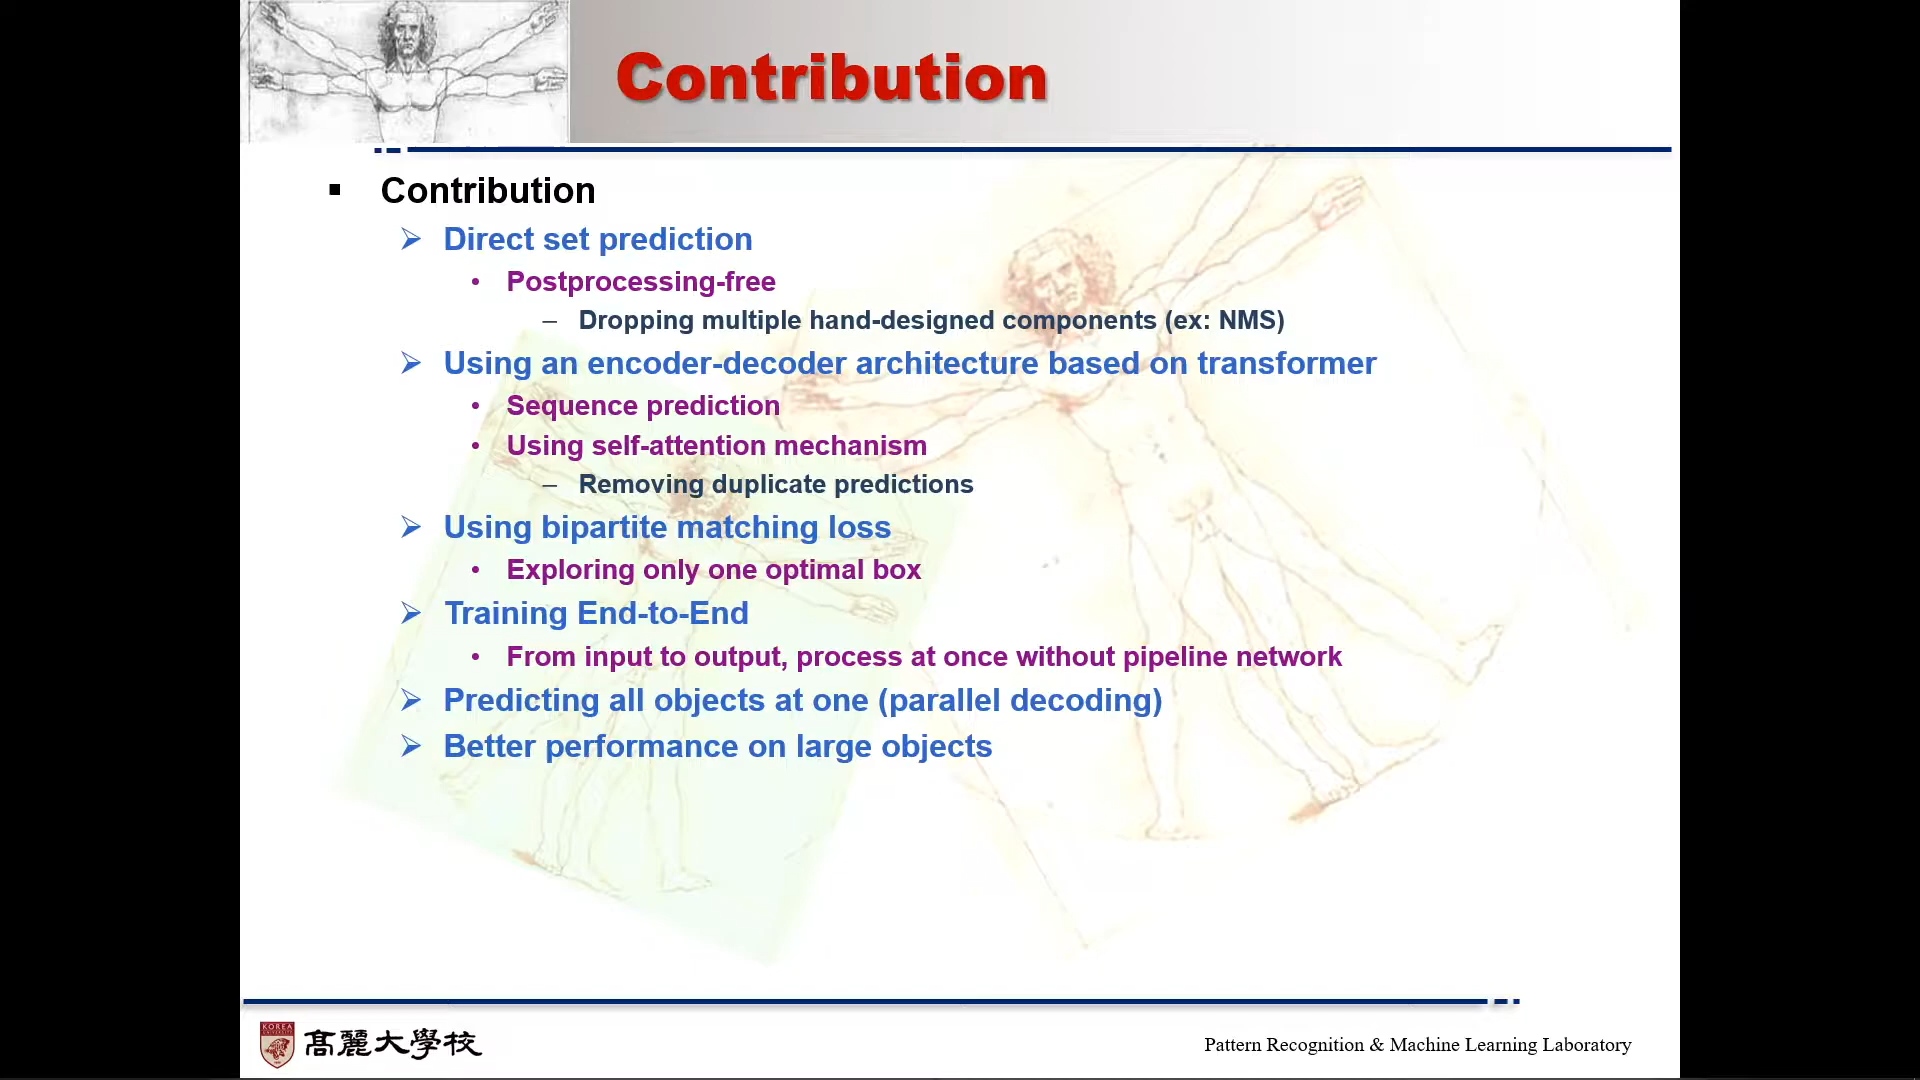 Contribution
Contribution
Direct set prediction
Postprocessing-free
Dropping multiple hand-designed components (ex: NMS)
Using an encoder-decoder architecture based on transformer
Sequence prediction
Using self-attention mechanism
Removing duplicate predictions
Using bipartite matching loss
Exploring only one optimal box
Training End-to-End
From input to output, process at once without pipeline network
Predicting all objects at one (parallel decoding)
Better performance on large objects
KOREA
高麗大學校
Pattern Recognition & Machine Learning Laboratory